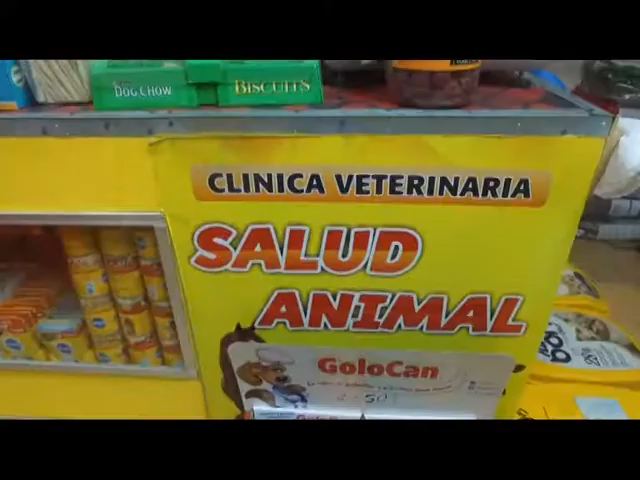 DOG CHOW
BISCUITS
CLINICA VETERINARIA
SALUD
ANIMAL
GoloCan